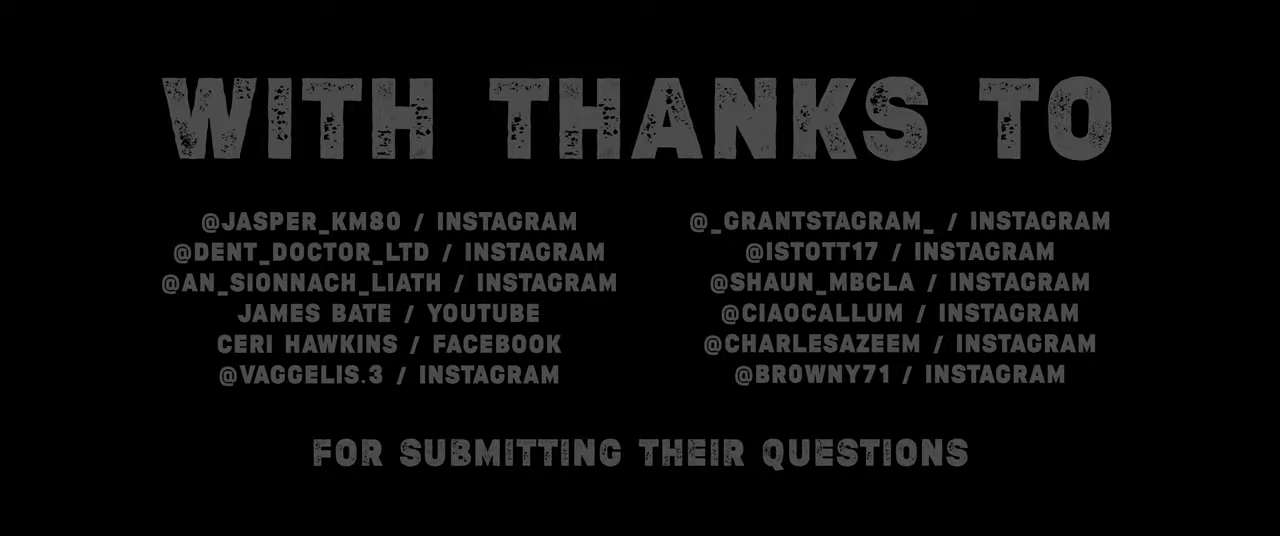 WITH THANKS TO
@JASPER_KM80 / INSTAGRAM
@DENT_DOCTOR_LTD / INSTAGRAM
@AN_SIONNACH_LIATH / INSTAGRAM
JAMES BATE / YOUTUBE
CERI HAWKINS / FACEBOOK
@VAGGELIS.3 / INSTAGRAM
@_GRANTSTAGRAM_ / INSTAGRAM
@ISTOTT17 / INSTAGRAM
@SHAUN_MBCLA / INSTAGRAM
@CIAOCALLUM / INSTAGRAM
@CHARLESAZEEM / INSTAGRAM
@BROWNY71 / INSTAGRAM
FOR SUBMITTING THEIR QUESTIONS